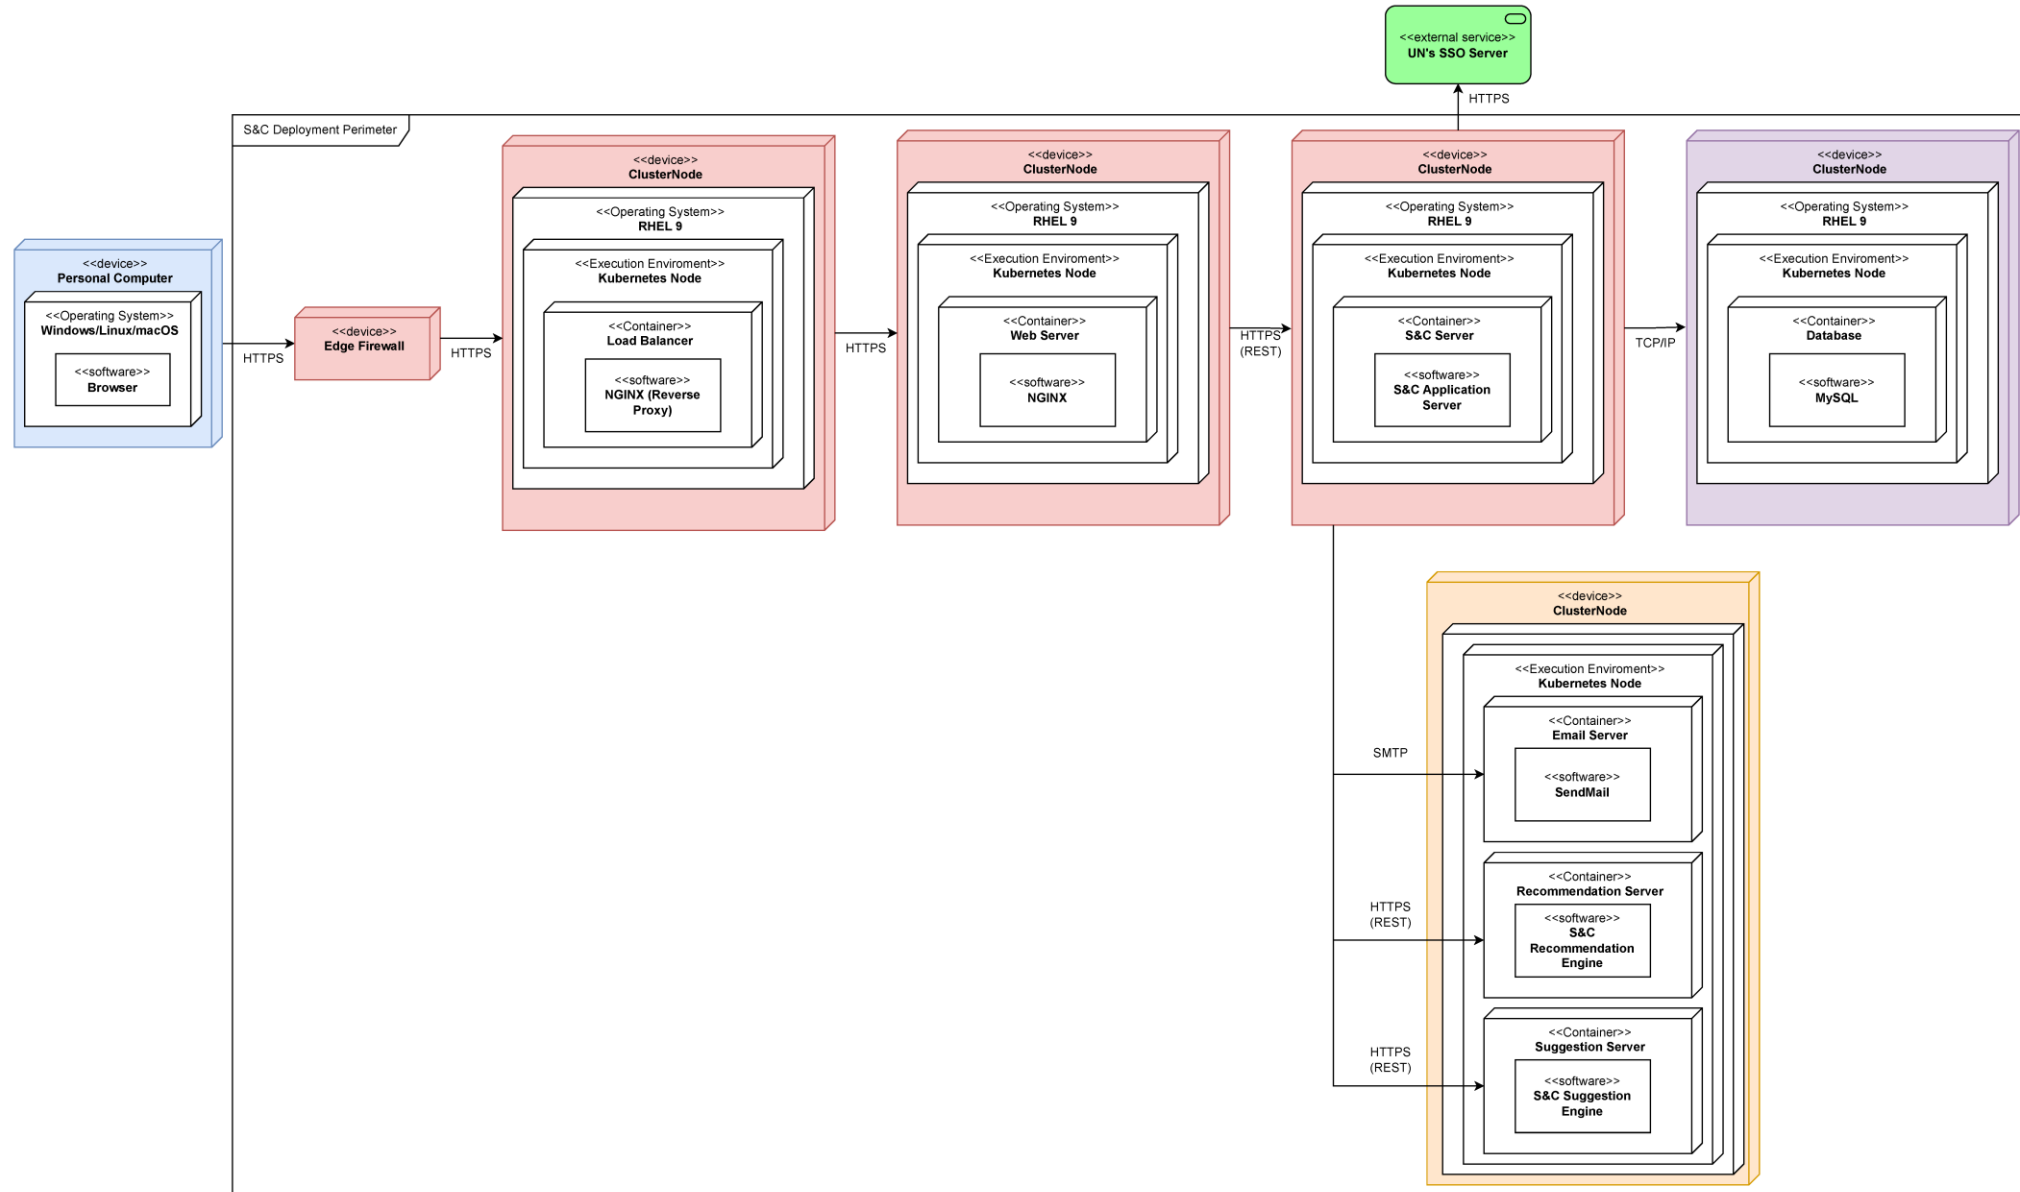 <<external service>>
UN's SSO Server
HTTPS
S&C Deployment Perimeter
<<device>>
Personal Computer
<<Operating System>>
Windows/Linux/macOS
<<software>>
Browser
HTTPS
<<device>>
Edge Firewall
HTTPS
<<device>>
ClusterNode
<<Operating System>>
RHEL 9
<<Execution Enviroment>>
Kubernetes Node
<<Container>>
Load Balancer
<<software>>
NGINX (Reverse
Proxy)
HTTPS
<<device>>
ClusterNode
<<Operating System>>
RHEL 9
<<Execution Enviroment>>
Kubernetes Node
<<Container>>
Web Server
<<software>>
NGINX
HTTPS
(REST)
<<device>>
ClusterNode
<<Operating System>>
RHEL 9
<<Execution Enviroment>>
Kubernetes Node
<<Container>>
S&C Server
<<software>>
S&C Application
Server
TCP/IP
<<device>>
ClusterNode
<<Operating System>>
RHEL 9
<<Execution Enviroment>>
Kubernetes Node
<<Container>>
Database
<<software>>
MySQL
<<device>>
ClusterNode
<<Execution Enviroment>>
Kubernetes Node
SMTP
<<Container>>
Email Server
<<software>>
SendMail
HTTPS
(REST)
<<Container>>
Recommendation Server
<<software>>
S&C
Recommendation
Engine
HTTPS
(REST)
<<Container>>
Suggestion Server
<<software>>
S&C Suggestion
Engine